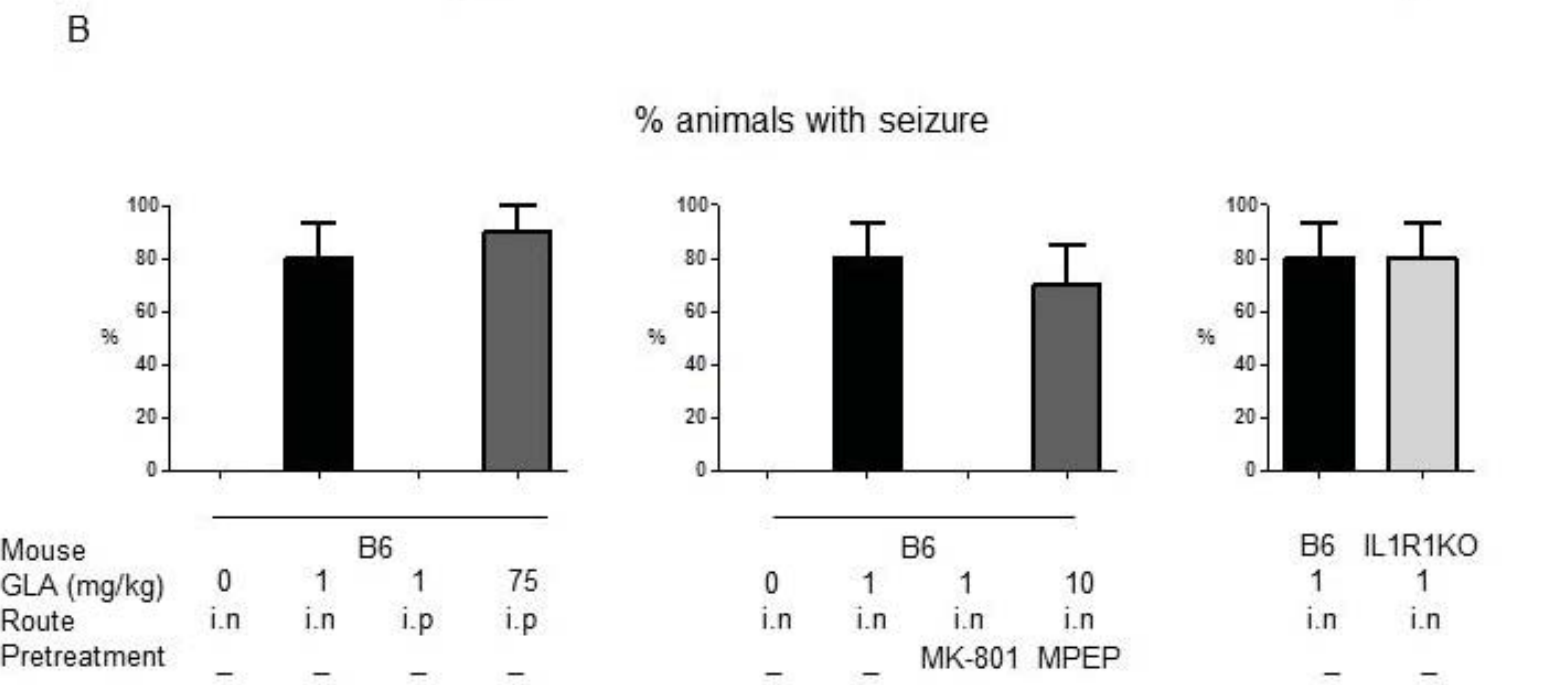 B
% animals with seizure
100 100 100
80 80 80
60 60 60
% % %
40 40 40
20 20 20
0 0 0
Mouse B6 B6 B6 IL1R1KO
GLA (mg/kg) 0 1 1 75 0 1 1 10 1 1
Route i.n i.n i.p i.p i.n i.n i.n i.n i.n i.n
Pretreatment _ _ _ _ _ _ MK-801 MPEP _ _